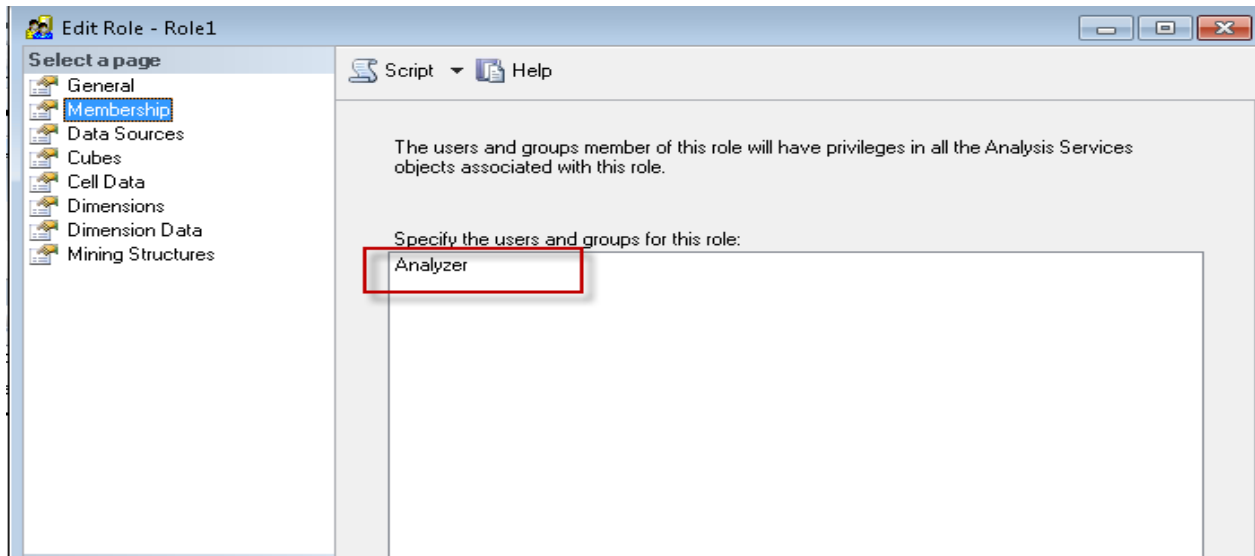 Edit Role - Role1
Select a page
General
Membership
Data Sources
Cubes
Cell Data
Dimensions
Dimension Data
Mining Structures
Script
Help
The users and groups member of this role will have privileges in all the Analysis Services
objects associated with this role.
Specify the users and groups for this role:
Analyzer